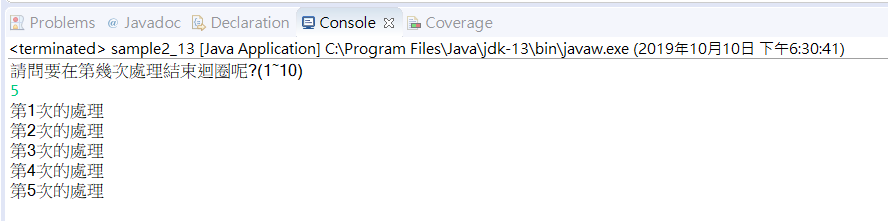 Problems @ Javadoc Declaration Console Coverage
<terminated> sample2_13 [Java Application] C:\Program Files\Java\jdk-13\bin\javaw.exe (2019年10月10日 下午6:30:41)
請問要在第幾次處理結束迴圈呢?(1~10)
5
第1次的處理
第2次的處理
第3次的處理
第4次的處理
第5次的處理